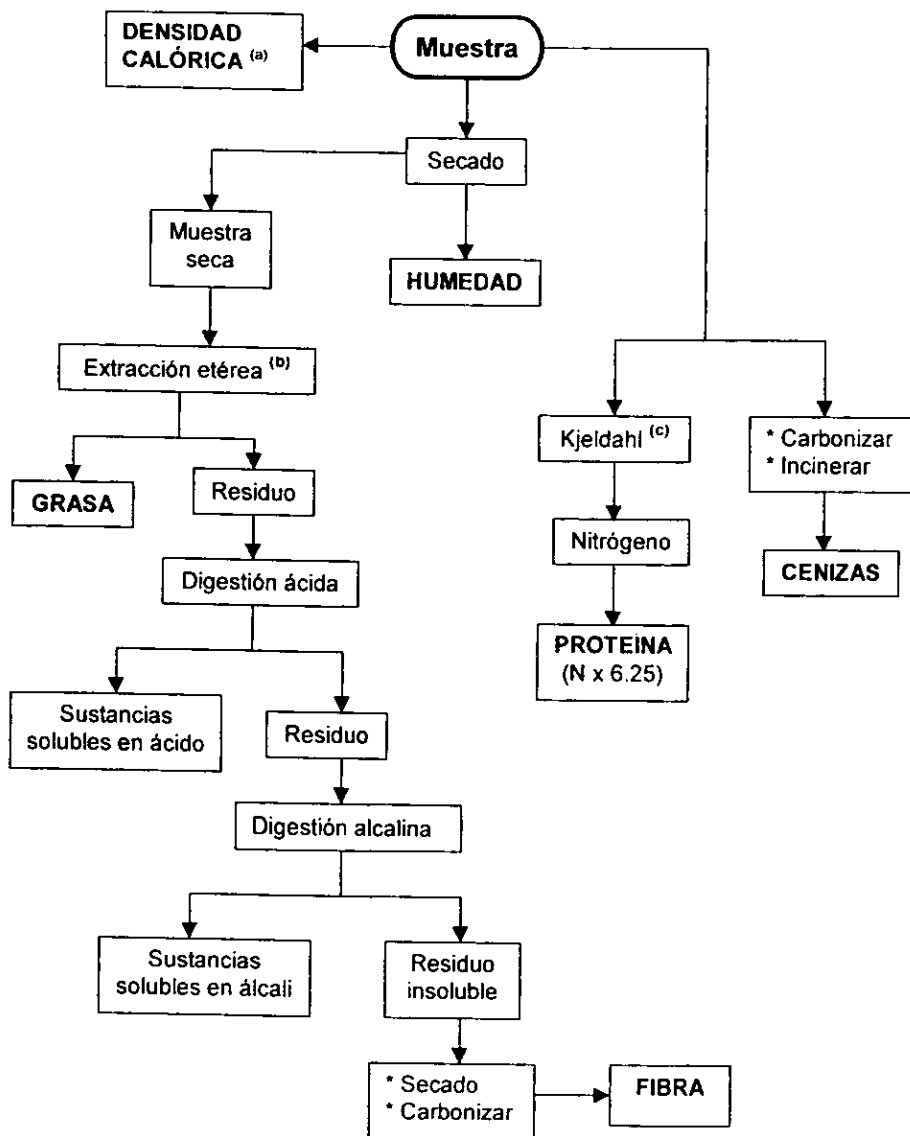 DENSIDAD
CALÓRICA (a)
Muestra
Secado
Muestra
seca
HUMEDAD
Extracción etérea (b)
Kjeldahl (c)
* Carbonizar
* Incinerar
GRASA
Residuo
Nitrógeno
CENIZAS
Digestión ácida
PROTEINA
(N x 6.25)
Sustancias
solubles en ácido
Residuo
Digestión alcalina
Sustancias
solubles en álcali
Residuo
insoluble
* Secado
* Carbonizar
FIBRA